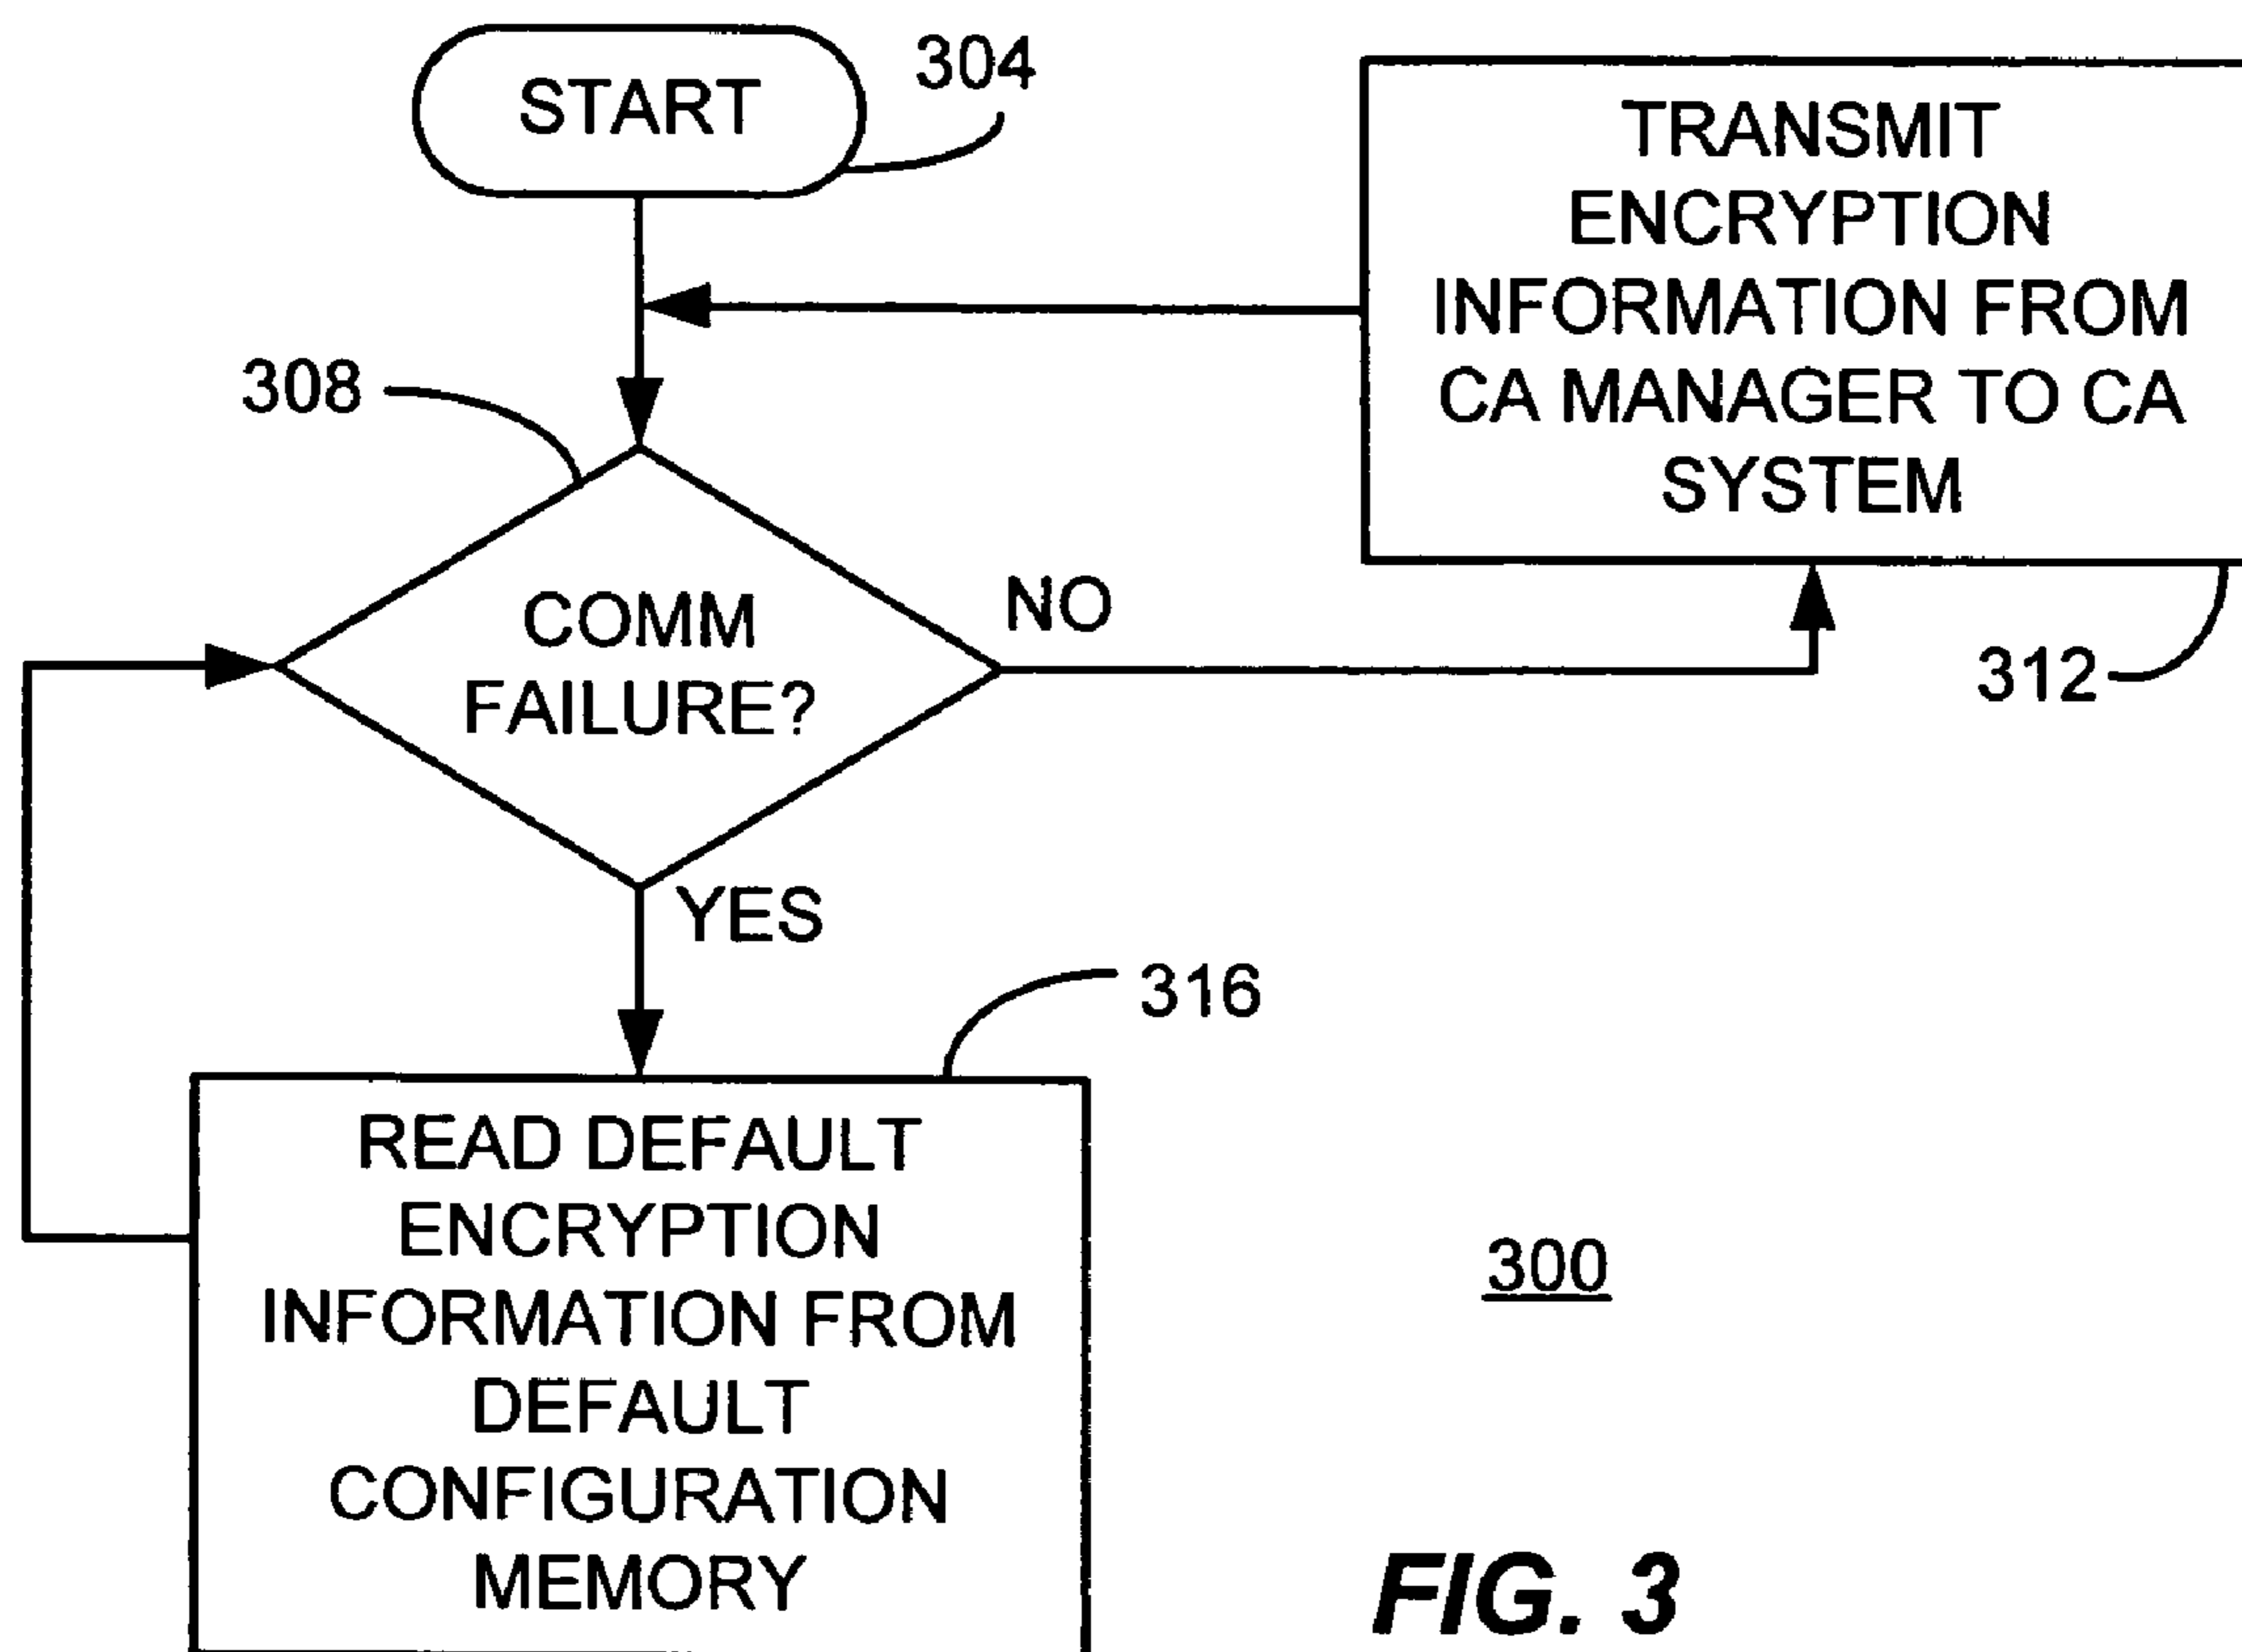 START
304
TRANSMIT
ENCRYPTION
INFORMATION FROM
CA MANAGER TO CA
SYSTEM
312
308
COMM
FAILURE?
NO
YES
316
READ DEFAULT
ENCRYPTION
INFORMATION FROM
DEFAULT
CONFIGURATION
MEMORY
300
FIG. 3